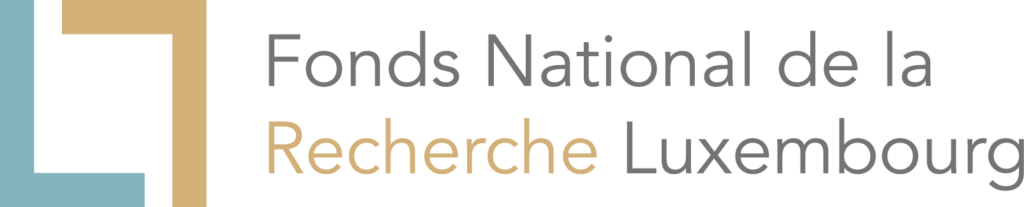 Fonds National de la
Recherche Luxembourg